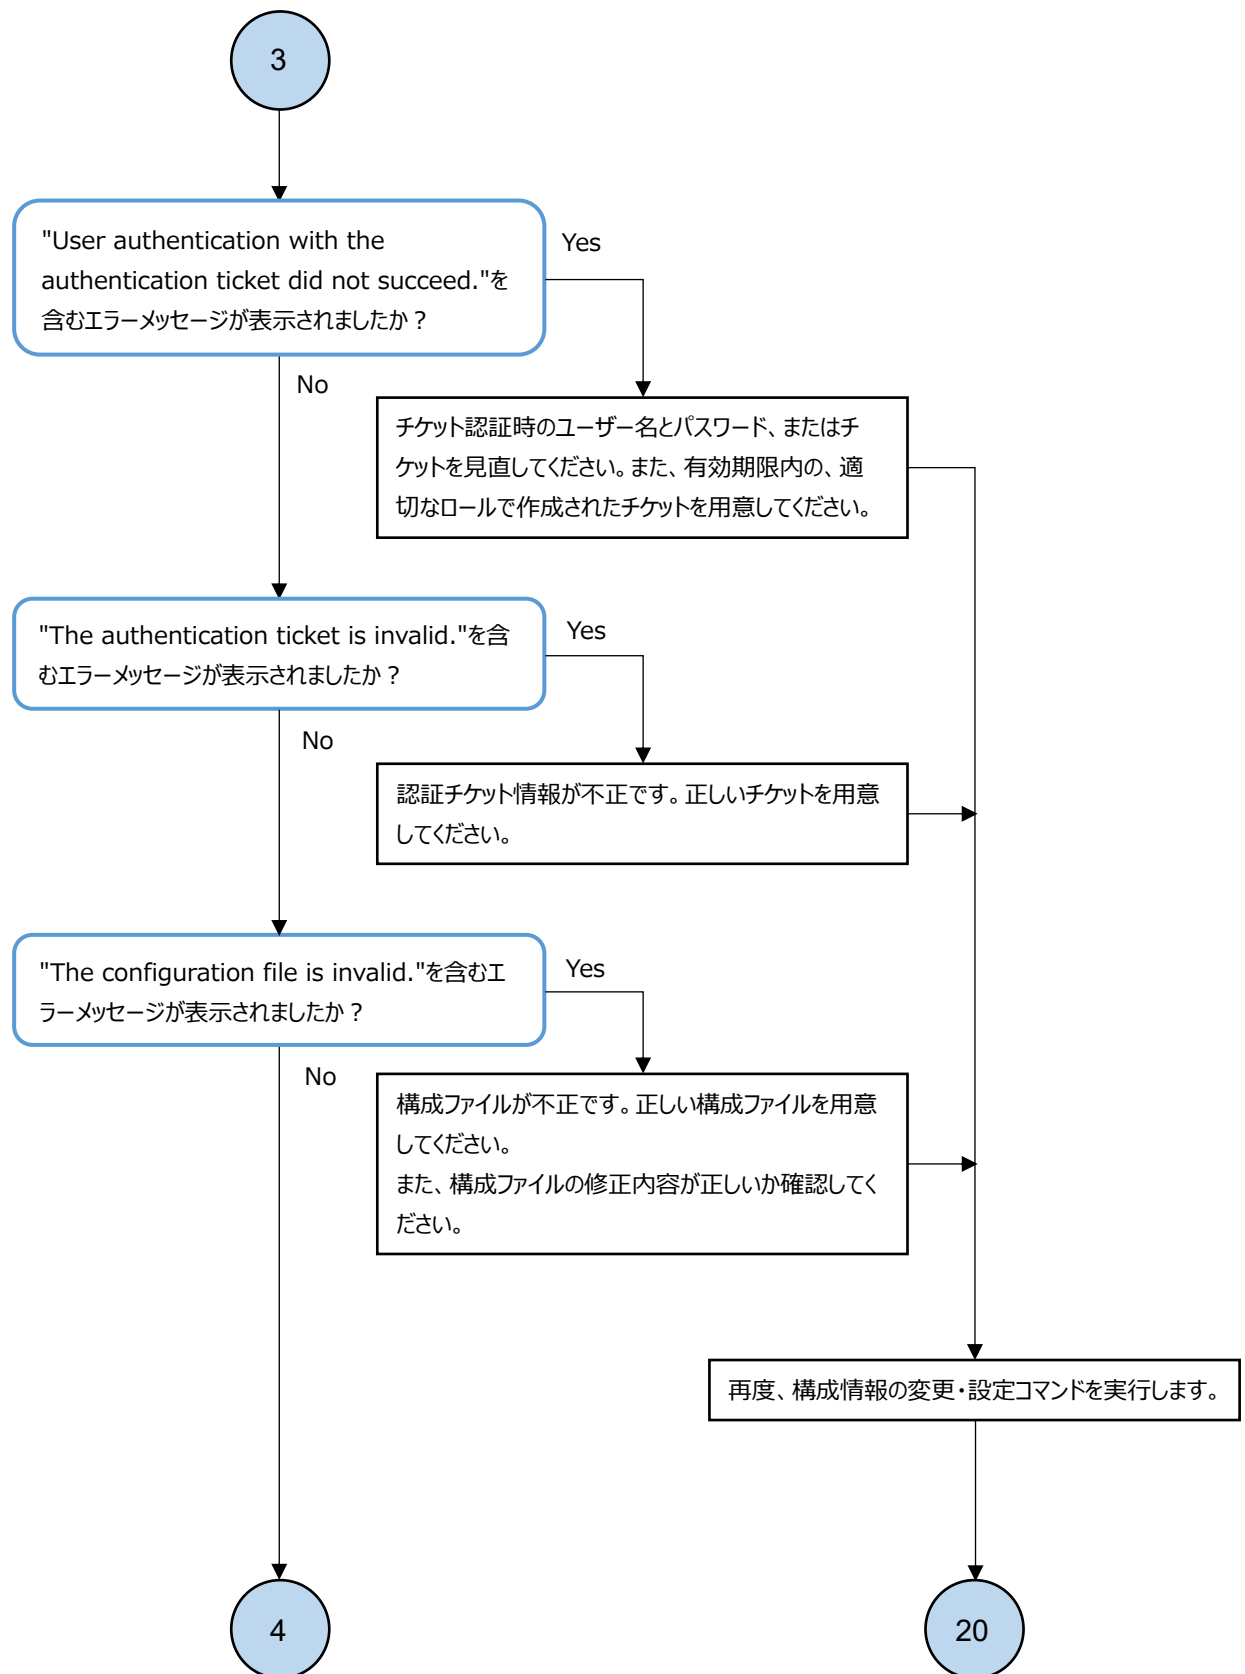 3
"User authentication with the
authentication ticket did not succeed."を
含むエラーメッセージが表示されましたか？
Yes
No
チケット認証時のユーザー名とパスワード、またはチ
ケットを見直してください。また、有効期限内の、適
切なロールで作成されたチケットを用意してください。
"The authentication ticket is invalid."を含
むエラーメッセージが表示されましたか？
Yes
No
認証チケット情報が不正です。正しいチケットを用意
してください。
"The configuration file is invalid."を含むエ
ラーメッセージが表示されましたか？
Yes
No
構成ファイルが不正です。正しい構成ファイルを用意
してください。
また、構成ファイルの修正内容が正しいか確認してく
ださい。
再度、構成情報の変更・設定コマンドを実行します。
4
20